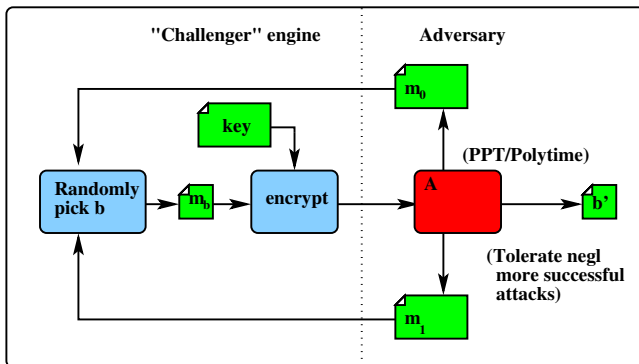 "Challenger" engine
Adversary
m0
key
(PPT/Polytime)
Randomly
pick b
mb
encrypt
A
b'
(Tolerate negl
more successful
attacks)
m1